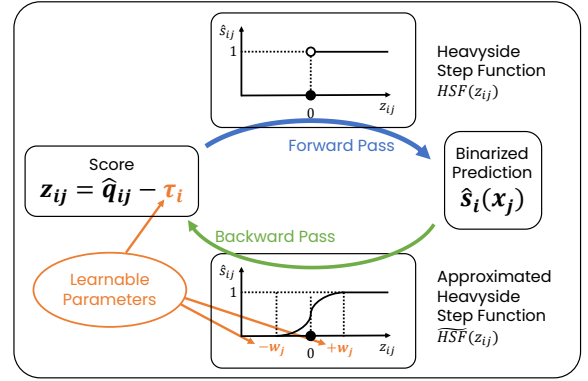 ŝᵢⱼ
1
0
zᵢⱼ
Heavyside
Step Function
HSF(zᵢⱼ)
Forward Pass
Score
zᵢⱼ = q̂ᵢⱼ − τᵢ
Binarized
Prediction
ŝᵢ(xⱼ)
Backward Pass
Learnable
Parameters
ŝᵢⱼ
1
zᵢⱼ
−wⱼ
0
+wⱼ
Approximated
Heavyside
Step Function
H͠SF(zᵢⱼ)